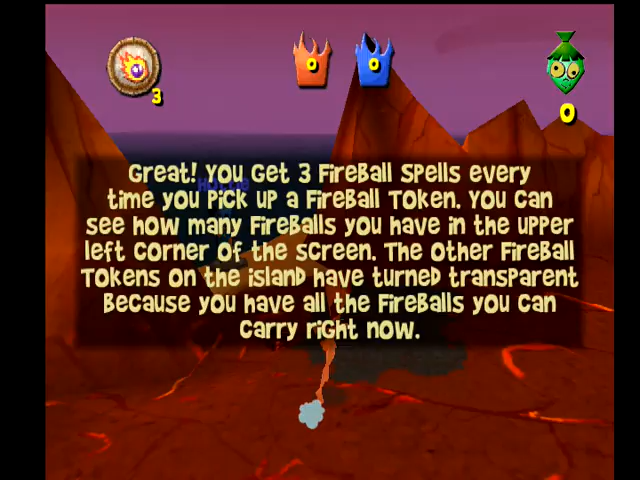 3
0
0
0
Great! You get 3 Fireball Spells every
time you pick up a Fireball Token. You can
see how many Fireballs you have in the upper
left corner of the screen. The other Fireball
Tokens on the island have turned transparent
because you have all the Fireballs you can
carry right now.